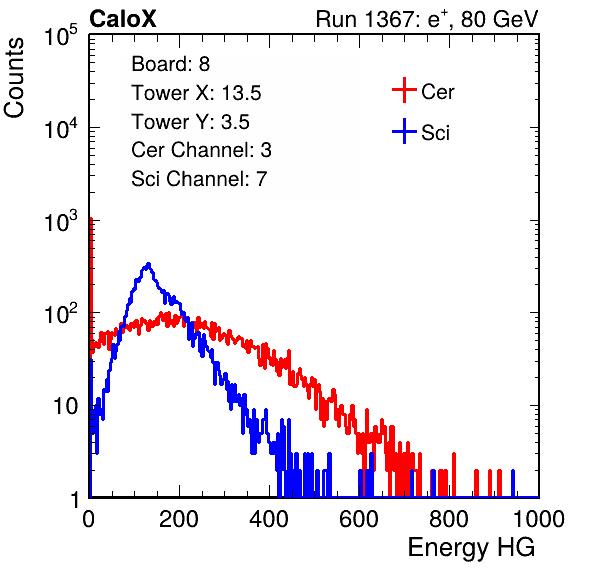 CaloX Run 1367: e⁺, 80 GeV
Counts
Board: 8
Tower X: 13.5
Tower Y: 3.5
Cer Channel: 3
Sci Channel: 7
Cer
Sci
10⁵
10⁴
10³
10²
10
1
0 200 400 600 800 1000
Energy HG